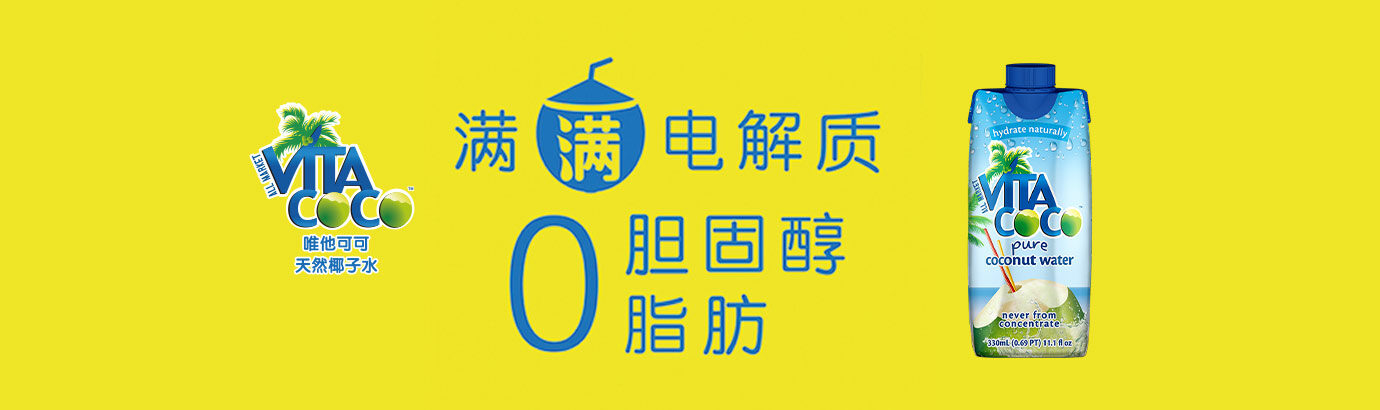 ALL MARKET
VITA
COCO™
唯他可可
天然椰子水
满满电解质
0胆固醇
脂肪
hydrate naturally
ALL MARKET
VITA
COCO
pure
coconut water
never from
concentrate
330mL (0.69 PT) 11.1 fl oz